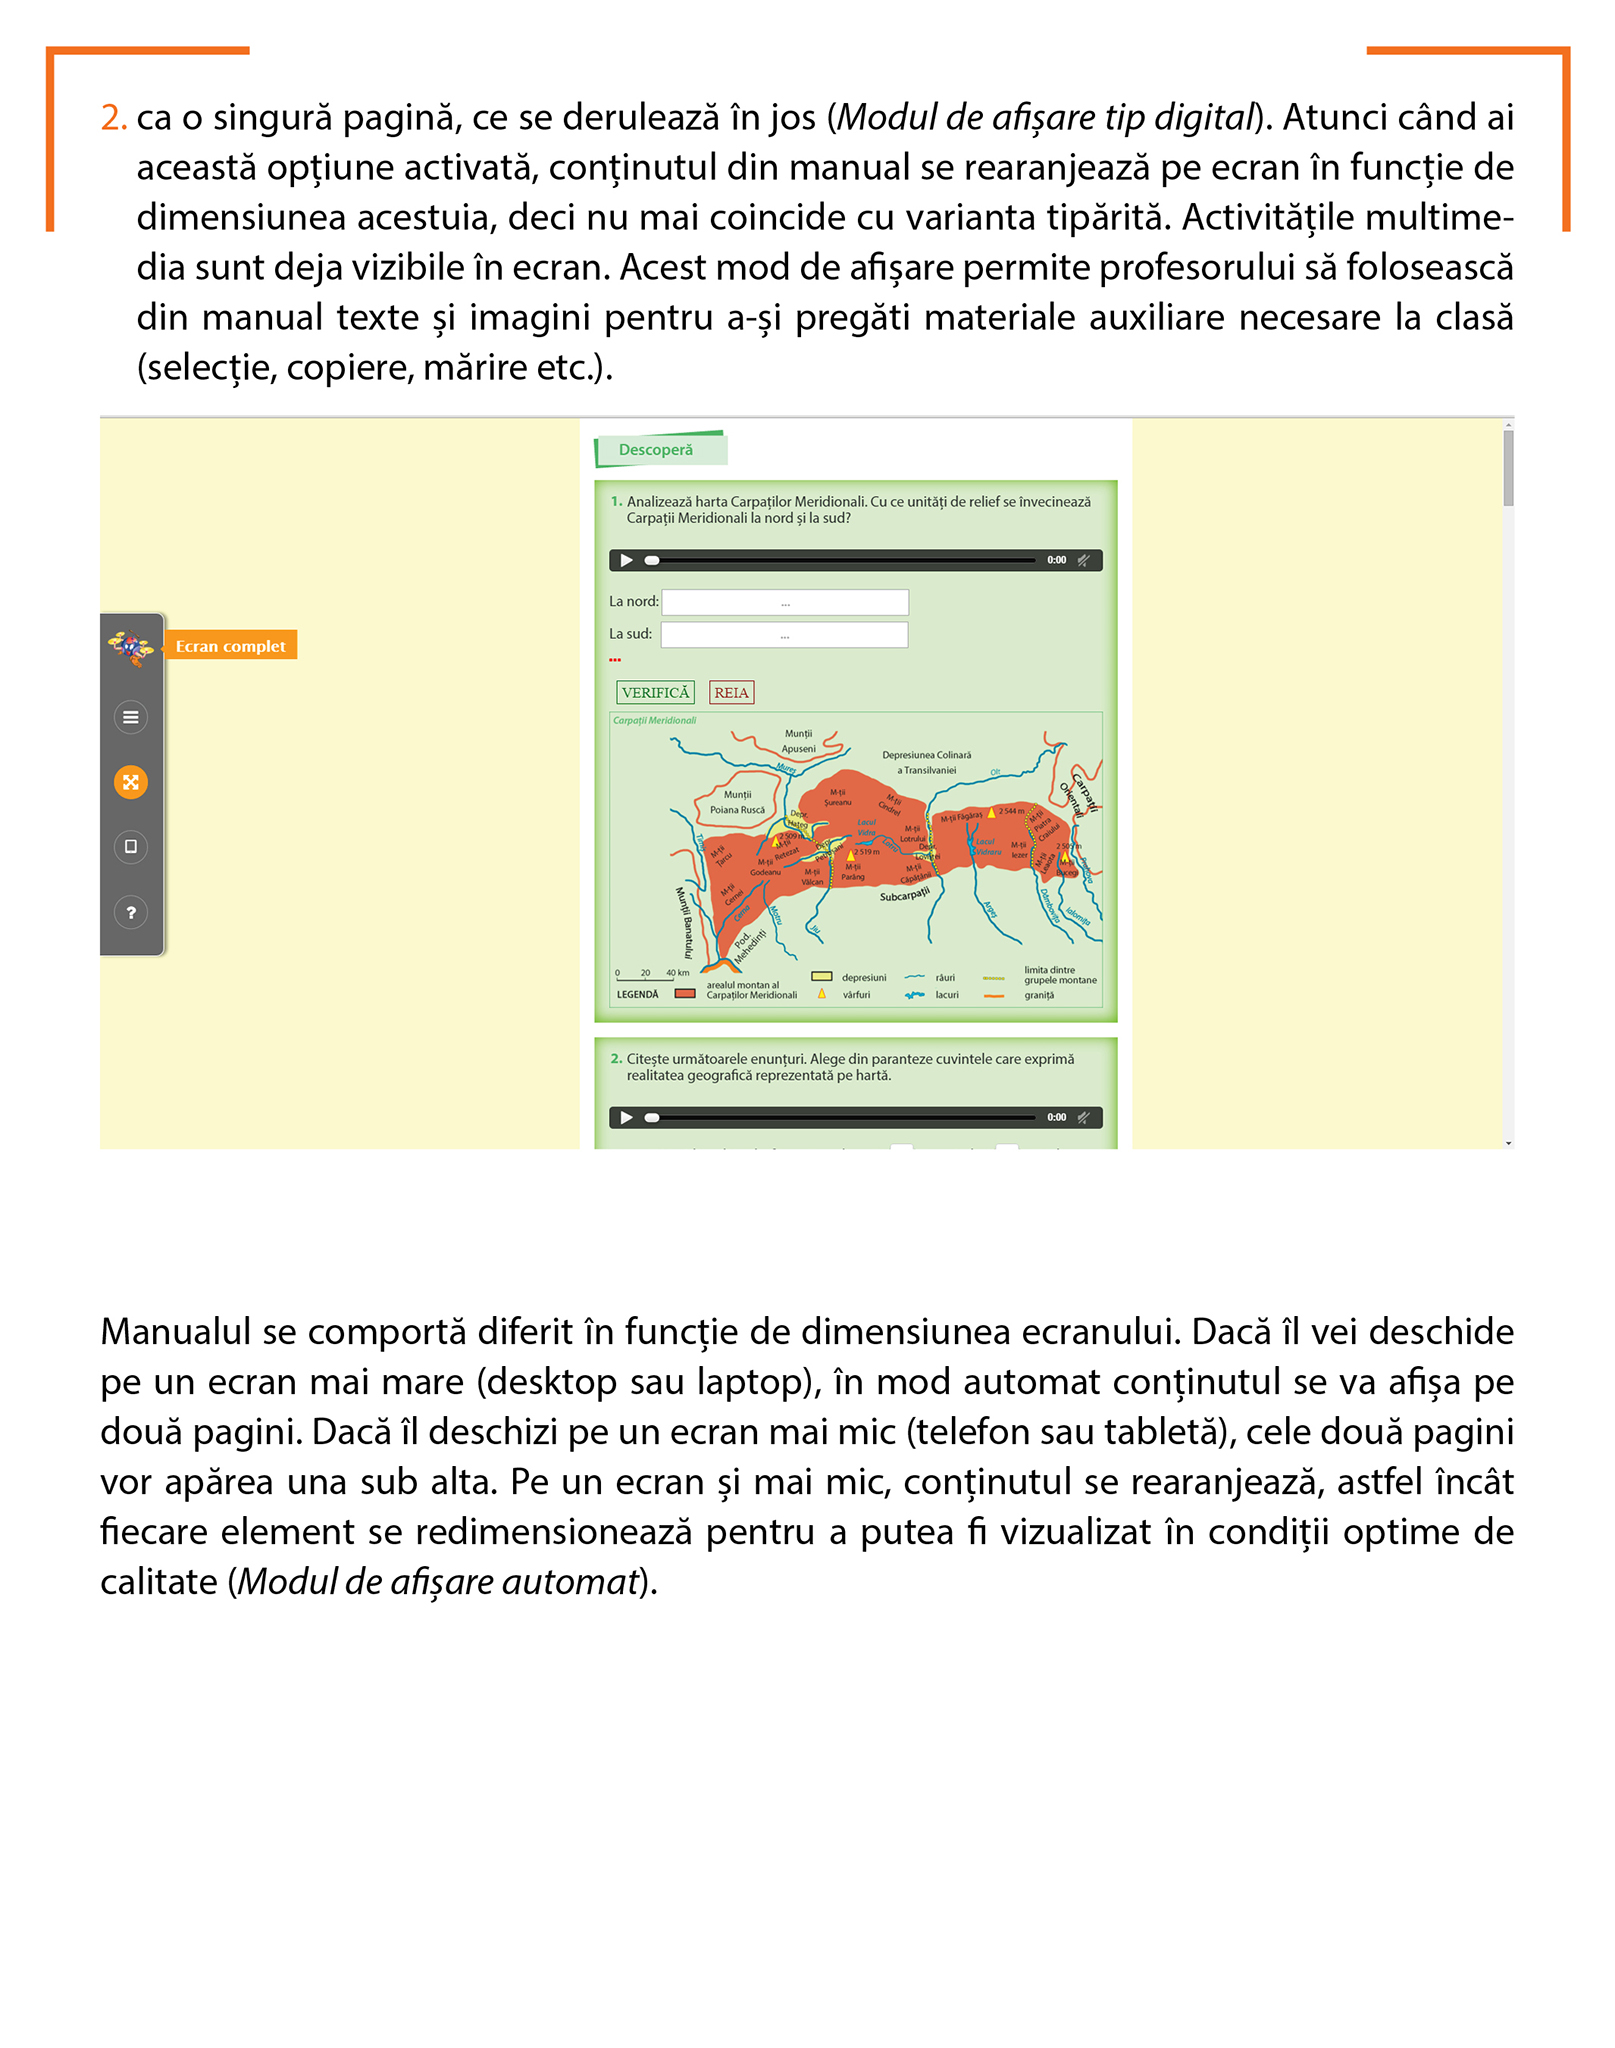 2. ca o singură pagină, ce se derulează în jos (Modul de afișare tip digital). Atunci când ai
această opțiune activată, conținutul din manual se rearanjează pe ecran în funcție de
dimensiunea acestuia, deci nu mai coincide cu varianta tipărită. Activitățile multime-
dia sunt deja vizibile în ecran. Acest mod de afișare permite profesorului să folosească
din manual texte și imagini pentru a-și pregăti materiale auxiliare necesare la clasă
(selecție, copiere, mărire etc.).
Descoperă
1. Analizează harta Carpaților Meridionali. Cu ce unități de relief se învecinează
Carpații Meridionali la nord și la sud?
0:00
La nord: ...
La sud: ...
...
Ecran complet
VERIFICĂ REIA
?
Carpații Meridionali
Munții
Apuseni
Depresiunea Colinară
a Transilvaniei
Mureș
Olt
Carpații
Orientali
Munții
Poiana Ruscă
M-ții
Șureanu
M-ții
Cindrel
Depr.
Hațeg
M-ții Făgăraș
2 544 m
M-ții
Piatra
Craiului
Lacul
Vidra
M-ții
Lotrului
Lotru
Lacul
Vidraru
Timiș
2 509 m
M-ții
Retezat
Depr.
Petroșani
2 519 m
Depr.
Loviștei
M-ții
Iezer
M-ții
Leaota
2 505 m
M-ții
Bucegi
Prahova
M-ții
Țarcu
M-ții
Godeanu
M-ții
Vâlcan
M-ții
Parâng
M-ții
Căpățânii
M-ții
Cernei
Cerna
Motru
Jiu
Subcarpații
Argeș
Dâmbovița
Ialomița
Munții Banatului
Pod.
Mehedinți
0 20 40 km
LEGENDĂ
arealul montan al
Carpaților Meridionali
depresiuni
vârfuri
râuri
lacuri
limita dintre
grupele montane
graniță
2. Citește următoarele enunțuri. Alege din paranteze cuvintele care exprimă
realitatea geografică reprezentată pe hartă.
0:00
Manualul se comportă diferit în funcție de dimensiunea ecranului. Dacă îl vei deschide
pe un ecran mai mare (desktop sau laptop), în mod automat conținutul se va afișa pe
două pagini. Dacă îl deschizi pe un ecran mai mic (telefon sau tabletă), cele două pagini
vor apărea una sub alta. Pe un ecran și mai mic, conținutul se rearanjează, astfel încât
fiecare element se redimensionează pentru a putea fi vizualizat în condiții optime de
calitate (Modul de afișare automat).